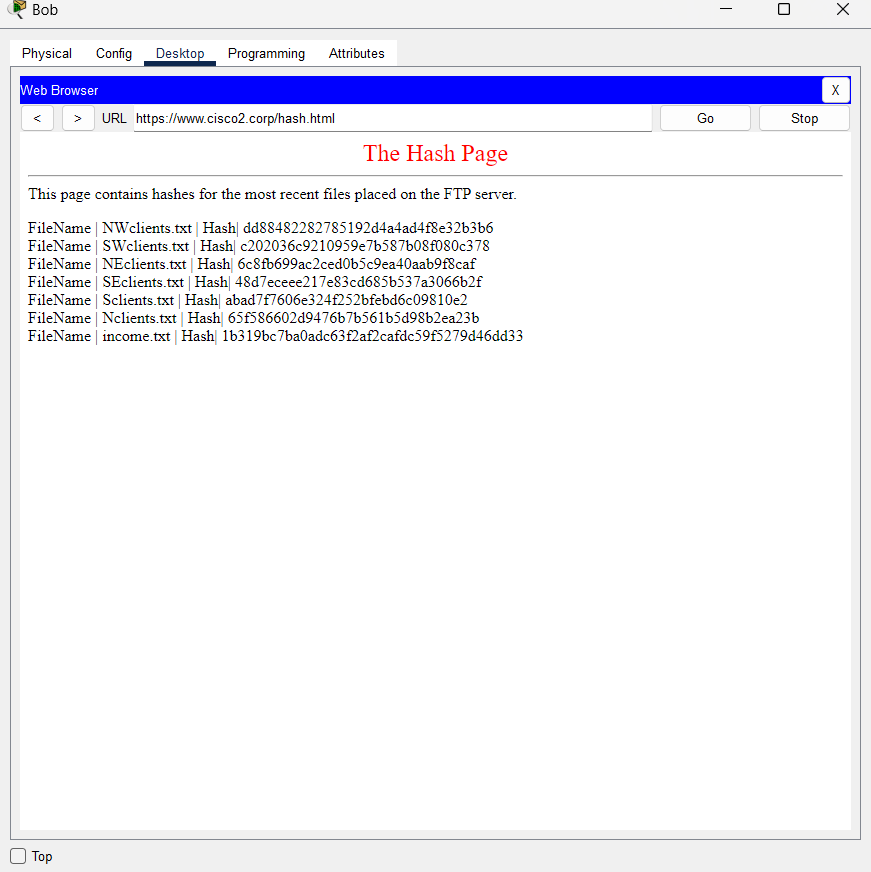 Bob
Physical Config Desktop Programming Attributes
Web Browser X
< > URL https://www.cisco2.corp/hash.html Go Stop
The Hash Page
This page contains hashes for the most recent files placed on the FTP server.
FileName | NWclients.txt | Hash| dd88482282785192d4a4ad4f8e32b3b6
FileName | SWclients.txt | Hash| c202036c9210959e7b587b08f080c378
FileName | NEclients.txt | Hash| 6c8fb699ac2ced0b5c9ea40aab9f8caf
FileName | SEclients.txt | Hash| 48d7eceee217e83cd685b537a3066b2f
FileName | Sclients.txt | Hash| abad7f7606e324f252bfebd6c09810e2
FileName | Nclients.txt | Hash| 65f586602d9476b7b561b5d98b2ea23b
FileName | income.txt | Hash| 1b319bc7ba0adc63f2af2cafdc59f5279d46dd33
Top